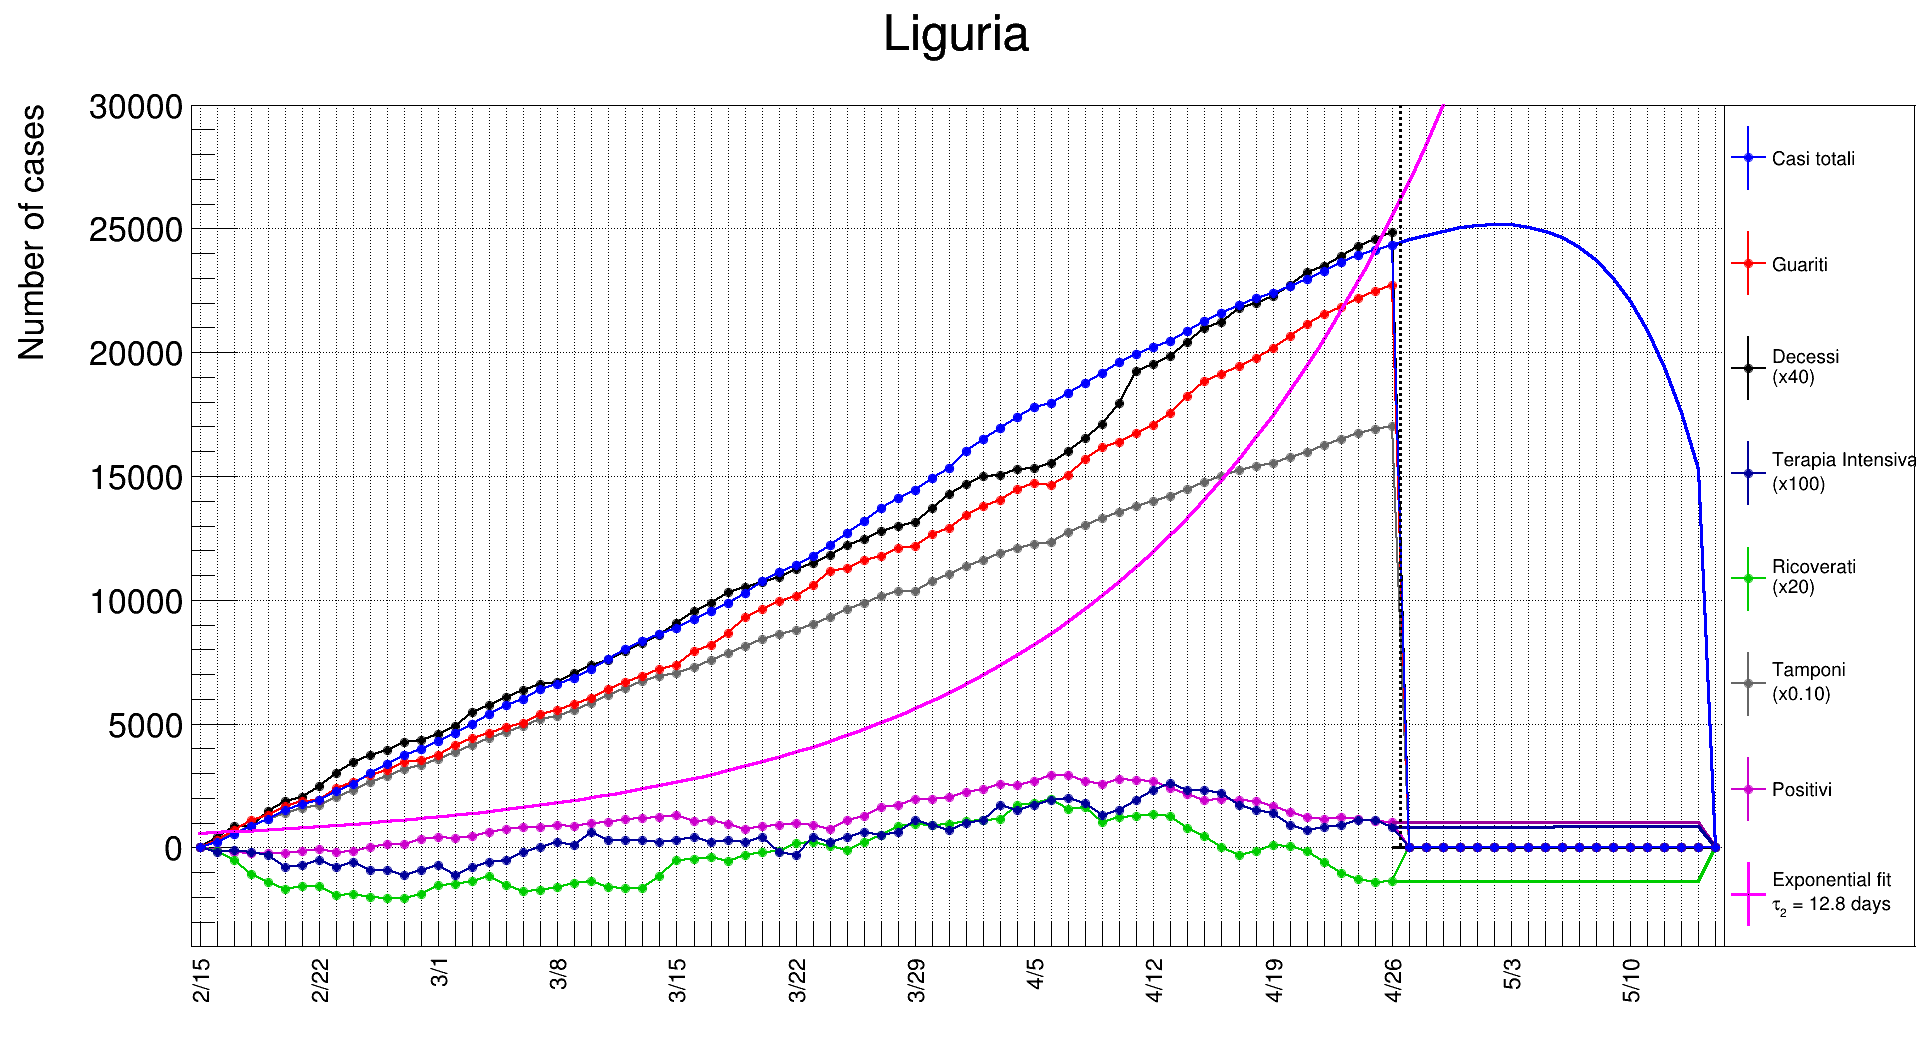 Liguria
Number of cases
30000
25000
20000
15000
10000
5000
0
2/15
2/22
3/1
3/8
3/15
3/22
3/29
4/5
4/12
4/19
4/26
5/3
5/10
Casi totali
Guariti
Decessi
(x40)
Terapia Intensiva
(x100)
Ricoverati
(x20)
Tamponi
(x0.10)
Positivi
Exponential fit
τ₂ = 12.8 days